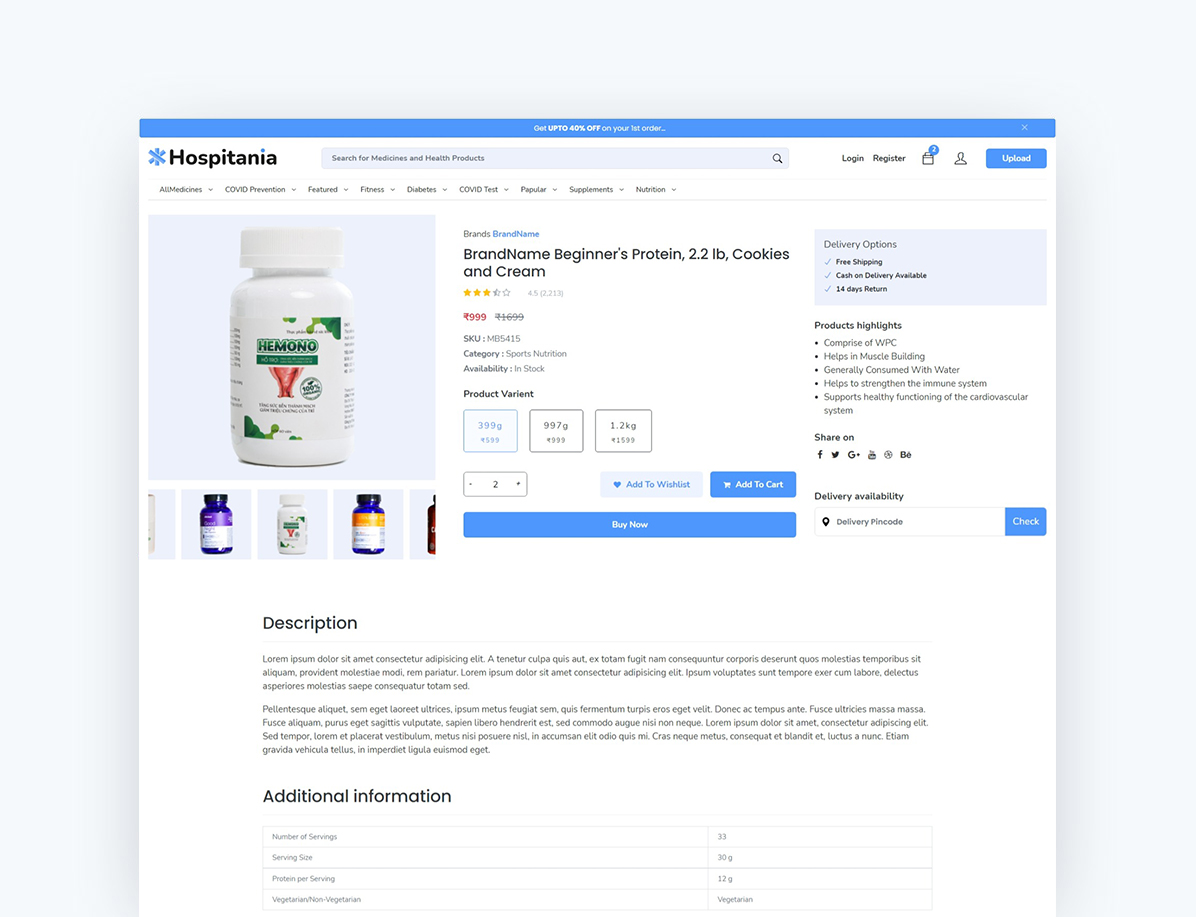 Get UPTO 40% OFF on your 1st order...
Hospitania
Search for Medicines and Health Products
Login Register
2
Upload
AllMedicines COVID Prevention Featured Fitness Diabetes COVID Test Papular Supplements Nutrition
HEMONO
HỖ TRỢ
100%
TĂNG SỨC BỀN THÀNH MẠCH
GIẢM TRIỆU CHỨNG CỦA TRĨ
Brands BrandName
BrandName Beginner's Protein, 2.2 lb, Cookies
and Cream
4.5 (2,213)
₹999 ₹1699
SKU : MB5415
Category : Sports Nutrition
Availability : In Stock
Product Varient
399g 997g 1.2kg
₹599 ₹999 ₹1599
- 2 +
Add To Wishlist
Add To Cart
Buy Now
Delivery Options
Free Shipping
Cash on Delivery Available
14 days Return
Products highlights
Comprise of WPC
Helps in Muscle Building
Generally Consumed With Water
Helps to strengthen the immune system
Supports healthy functioning of the cardiovascular
system
Share on
Delivery availability
Delivery Pincode
Check
Description
Lorem ipsum dolor sit amet consectetur adipisicing elit. A tenetur culpa quis aut, ex totam fugit nam consequuntur corporis deserunt quos molestias temporibus sit
aliquam, provident molestiae modi, rem pariatur. Lorem ipsum dolor sit amet consectetur adipisicing elit. Ipsum voluptates sunt tempore exer cum labore, delectus
asperiores molestias saepe consequatur totam sed.
Pellentesque aliquet, sem eget laoreet ultrices, ipsum metus feugiat sem, quis fermentum turpis eros eget velit. Donec ac tempus ante. Fusce ultricies massa massa.
Fusce aliquam, purus eget sagittis vulputate, sapien libero hendrerit est, sed commodo augue nisi non neque. Lorem ipsum dolor sit amet, consectetur adipiscing elit.
Sed tempor, lorem et placerat vestibulum, metus nisi posuere nisl, in accumsan elit odio quis mi. Cras neque metus, consequat et blandit et, luctus a nunc. Etiam
gravida vehicula tellus, in imperdiet ligula euismod eget.
Additional information
Number of Servings 33
Serving Size 30 g
Protein per Serving 12 g
Vegetarian/Non-Vegetarian Vegetarian